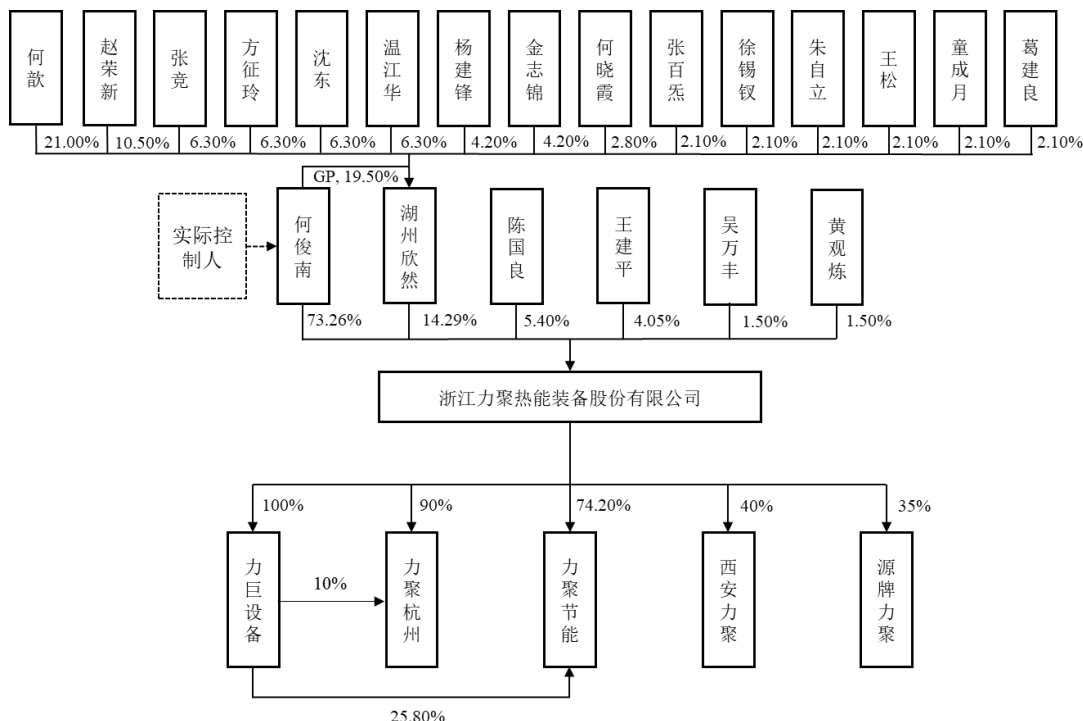 何歆
赵荣新
张竞
方征玲
沈东
温江华
杨建锋
金志锦
何晓霞
张百炁
徐锡钗
朱自立
王松
童成月
葛建良
21.00%
10.50%
6.30%
6.30%
6.30%
6.30%
4.20%
4.20%
2.80%
2.10%
2.10%
2.10%
2.10%
2.10%
2.10%
GP, 19.50%
实际控
制人
何俊南
湖州欣然
陈国良
王建平
吴万丰
黄观炼
73.26%
14.29%
5.40%
4.05%
1.50%
1.50%
浙江力聚热能装备股份有限公司
100%
90%
74.20%
40%
35%
力巨设备
10%
力聚杭州
力聚节能
西安力聚
源牌力聚
25.80%